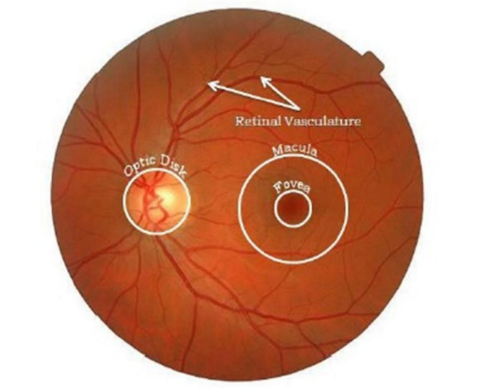 Retinal Vasculature
Macula
Optic Disk
Fovea